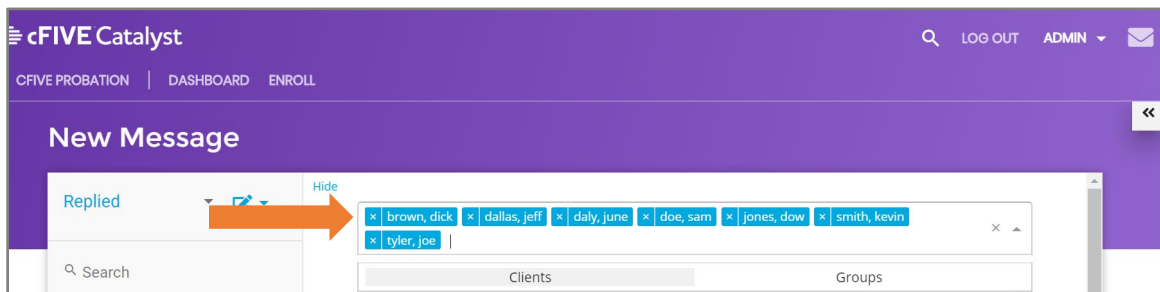 cFIVE Catalyst
LOG OUT ADMIN
CFIVE PROBATION | DASHBOARD ENROLL
New Message
Replied
Hide
× brown, dick × dallas, jeff × daly, june × doe, sam × jones, dow × smith, kevin
× tyler, joe
Search
Clients Groups